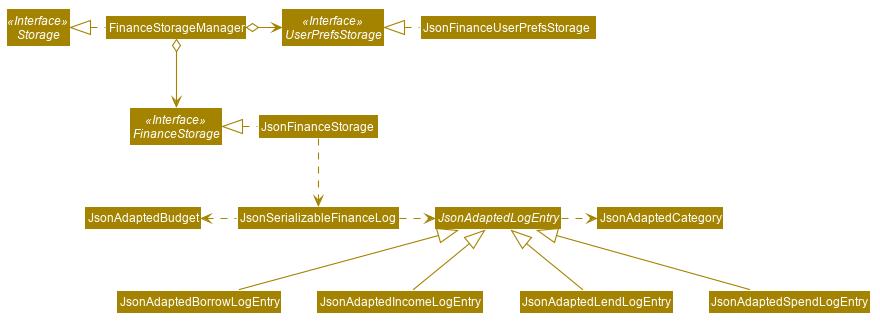 «Interface»
Storage
FinanceStorageManager
«Interface»
UserPrefsStorage
JsonFinanceUserPrefsStorage
«Interface»
FinanceStorage
JsonFinanceStorage
JsonAdaptedBudget
JsonSerializableFinanceLog
JsonAdaptedLogEntry
JsonAdaptedCategory
JsonAdaptedBorrowLogEntry
JsonAdaptedIncomeLogEntry
JsonAdaptedLendLogEntry
JsonAdaptedSpendLogEntry